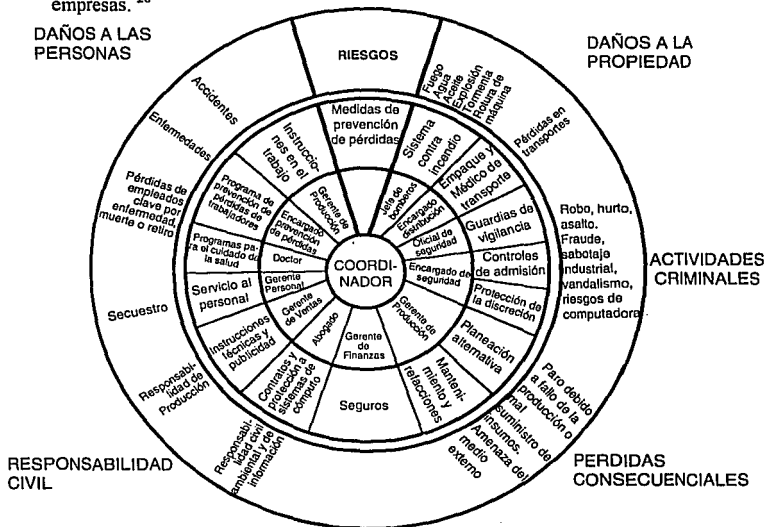 empresas. 28
DAÑOS A LAS
PERSONAS
RIESGOS
DAÑOS A LA
PROPIEDAD
Accidentes
Enfermedades
Pérdidas de
empleados
clave por
enfermedad,
muerte o retiro
Secuestro
Responsabi-
lidad de
Producción
Responsabi-
lidad civil
ambiental y de
información
Fuego
Agua
Aceite
Explosión
Tormenta
Rotura de
máquina
Pérdidas en
transportes
Robo, hurto,
asalto.
Fraude,
sabotaje
industrial,
vandalismo,
riesgos de
computadora
ACTIVIDADES
CRIMINALES
Paro debido
a fallo de la
producción o
mal
suministro de
insumos.
Amenaza del
medio
externo
Medidas de
prevención
de pérdidas
Instruccio-
nes en el
trabajo
Programa de
prevención de
pérdidas de
trabajadores
Programas pa-
ra el cuidado de
la salud
Servicio al
personal
Instrucciones
técnicas y
publicidad
Contratos y
protección a
sistemas de
cómputo
Seguros
Manteni-
miento y
refacciones
Planeación
alternativa
Protección de
la discreción
Controles
de admisión
Guardias de
vigilancia
Empaque y
Médico de
transporte
Sistema
contra
incendio
Gerente de
Producción
Encargado
prevención
de pérdidas
Doctor
Gerente
Personal
Gerente
de Ventas
Abogado
Gerente
de
Finanzas
Gerente de
Producción
Encargado de
seguridad
Oficial de
seguridad
Encargado
distribución
Jefe de
bomberos
COORDI-
NADOR
RESPONSABILIDAD
CIVIL
PERDIDAS
CONSECUENCIALES